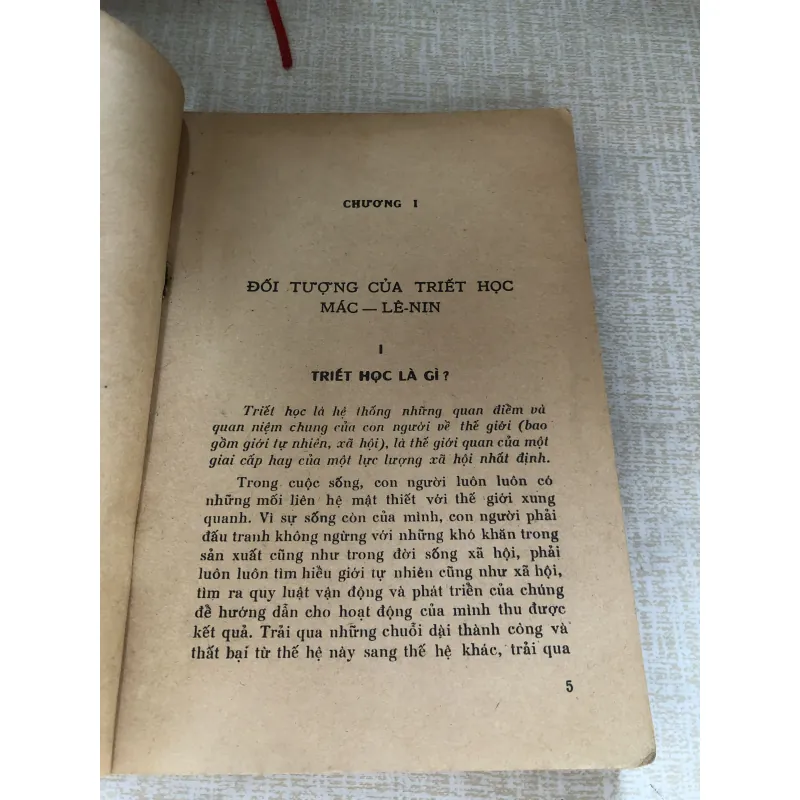 CHƯƠNG I
ĐỐI TƯỢNG CỦA TRIẾT HỌC
MÁC — LÊ-NIN
I
TRIẾT HỌC LÀ GÌ ?
Triết học là hệ thống những quan điểm và
quan niệm chung của con người về thế giới (bao
gồm giới tự nhiên, xã hội), là thế giới quan của một
giai cấp hay của một lực lượng xã hội nhất định.
Trong cuộc sống, con người luôn luôn có
những mối liên hệ mật thiết với thế giới xung
quanh. Vì sự sống còn của mình, con người phải
đấu tranh không ngừng với những khó khăn trong
sản xuất cũng như trong đời sống xã hội, phải
luôn luôn tìm hiểu giới tự nhiên cũng như xã hội,
tìm ra quy luật vận động và phát triển của chúng
để hướng dẫn cho hoạt động của mình thu được
kết quả. Trải qua những chuỗi dài thành công và
thất bại từ thế hệ này sang thế hệ khác, trải qua
5